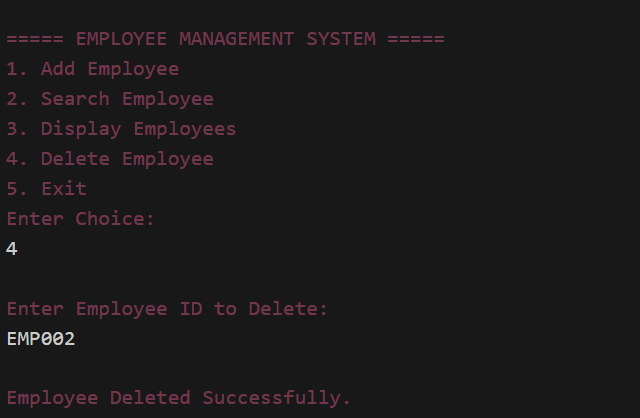 ===== EMPLOYEE MANAGEMENT SYSTEM =====
1. Add Employee
2. Search Employee
3. Display Employees
4. Delete Employee
5. Exit
Enter Choice:
4
Enter Employee ID to Delete:
EMP002
Employee Deleted Successfully.